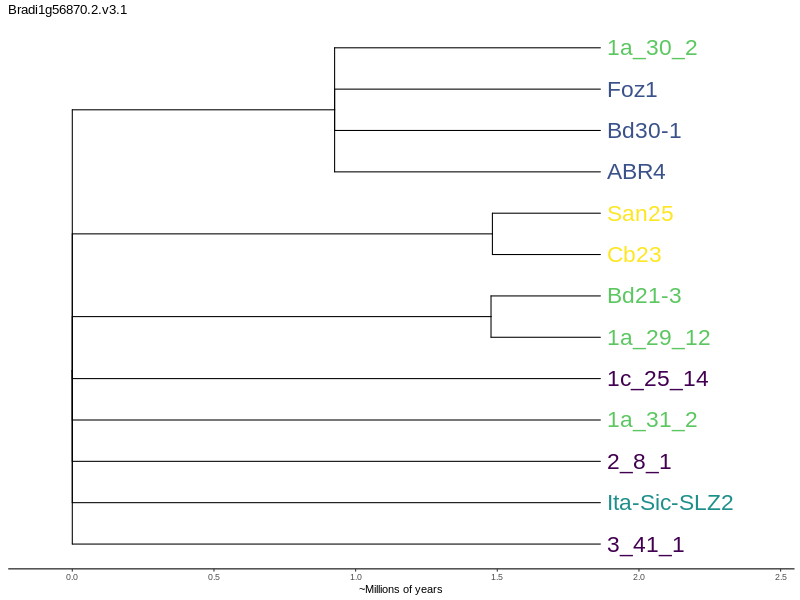 Bradi1g56870.2.v3.1
1a_30_2
Foz1
Bd30-1
ABR4
San25
Cb23
Bd21-3
1a_29_12
1c_25_14
1a_31_2
2_8_1
Ita-Sic-SLZ2
3_41_1
0.0 0.5 1.0 1.5 2.0 2.5
~Millions of years